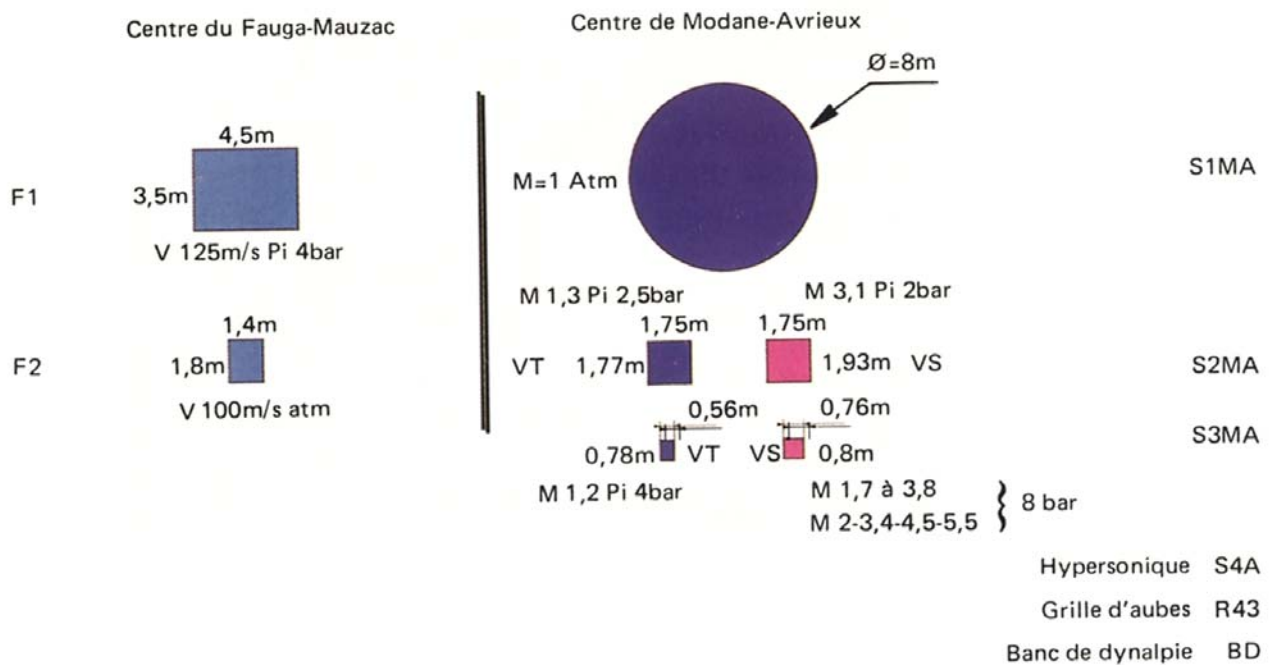 Centre du Fauga-Mauzac
Centre de Modane-Avrieux
Ø=8m
4,5m
F1
3,5m
M=1 Atm
S1MA
V 125m/s Pi 4bar
M 1,3 Pi 2,5bar
M 3,1 Pi 2bar
1,4m
1,75m
1,75m
F2
1,8m
VT
1,77m
1,93m
VS
S2MA
V 100m/s atm
0,56m
0,76m
S3MA
0,78m
VT
VS
0,8m
M 1,2 Pi 4bar
M 1,7 à 3,8
8 bar
M 2-3,4-4,5-5,5
Hypersonique S4A
Grille d'aubes R43
Banc de dynalpie BD